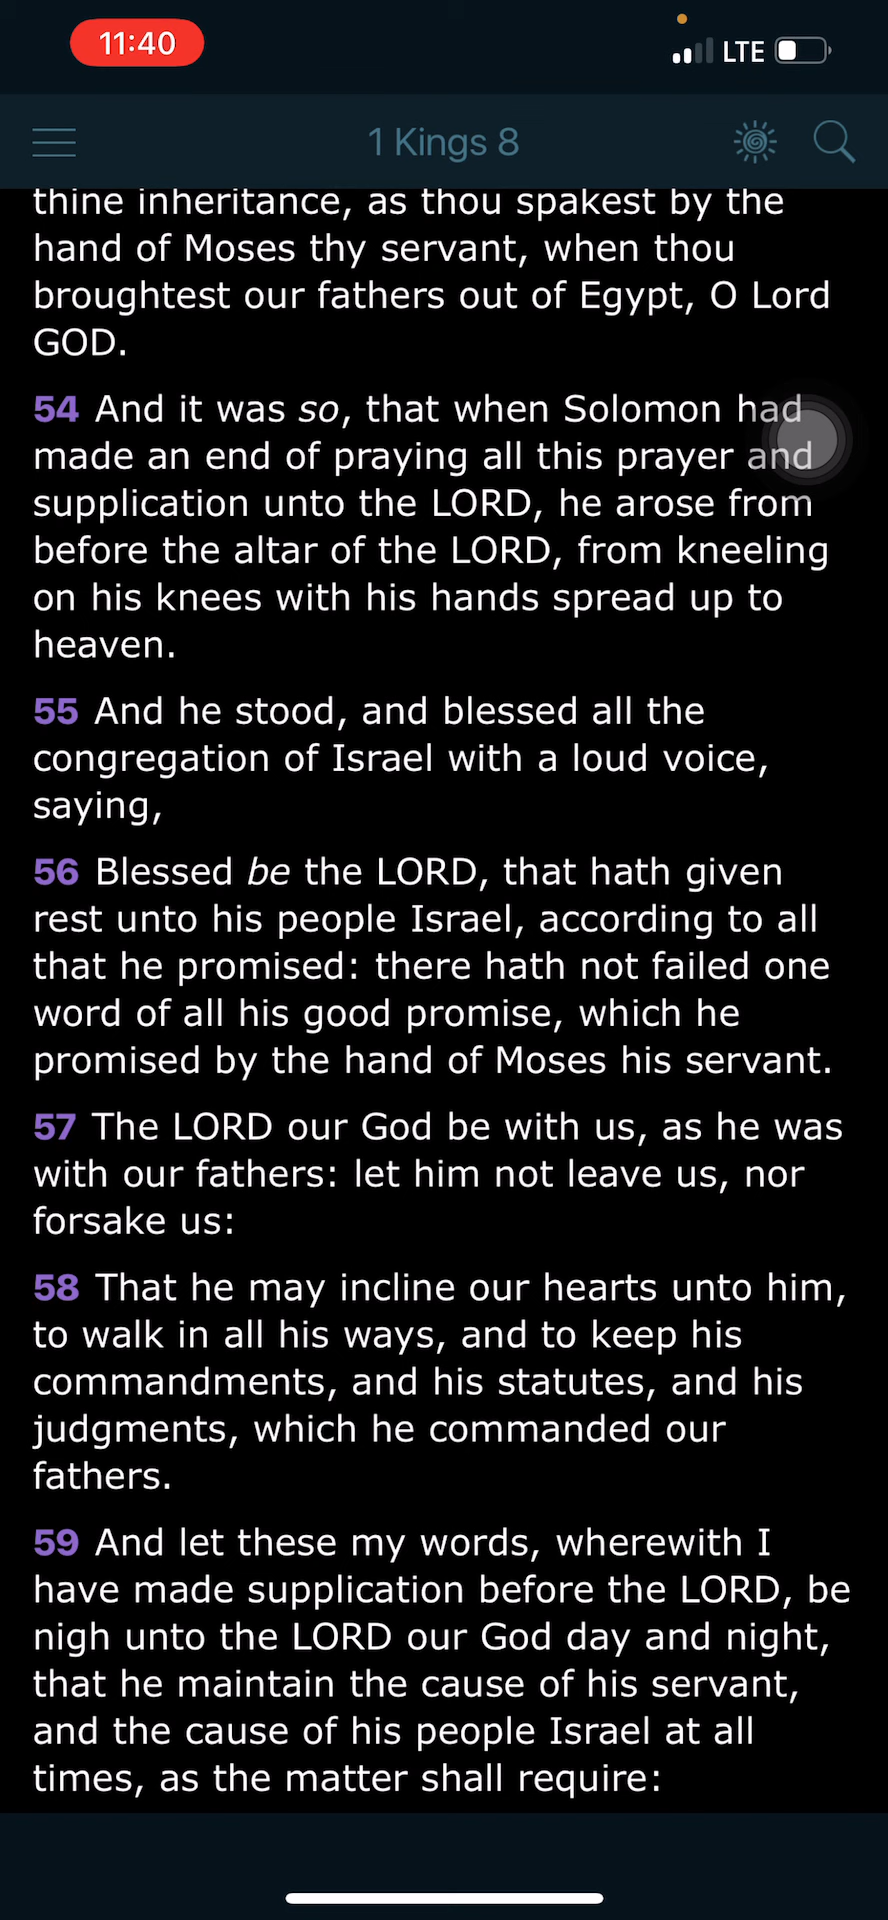 11:40
LTE
1 Kings 8
thine inheritance, as thou spakest by the
hand of Moses thy servant, when thou
broughtest our fathers out of Egypt, O Lord
GOD.
54 And it was so, that when Solomon had
made an end of praying all this prayer and
supplication unto the LORD, he arose from
before the altar of the LORD, from kneeling
on his knees with his hands spread up to
heaven.
55 And he stood, and blessed all the
congregation of Israel with a loud voice,
saying,
56 Blessed be the LORD, that hath given
rest unto his people Israel, according to all
that he promised: there hath not failed one
word of all his good promise, which he
promised by the hand of Moses his servant.
57 The LORD our God be with us, as he was
with our fathers: let him not leave us, nor
forsake us:
58 That he may incline our hearts unto him,
to walk in all his ways, and to keep his
commandments, and his statutes, and his
judgments, which he commanded our
fathers.
59 And let these my words, wherewith I
have made supplication before the LORD, be
nigh unto the LORD our God day and night,
that he maintain the cause of his servant,
and the cause of his people Israel at all
times, as the matter shall require: